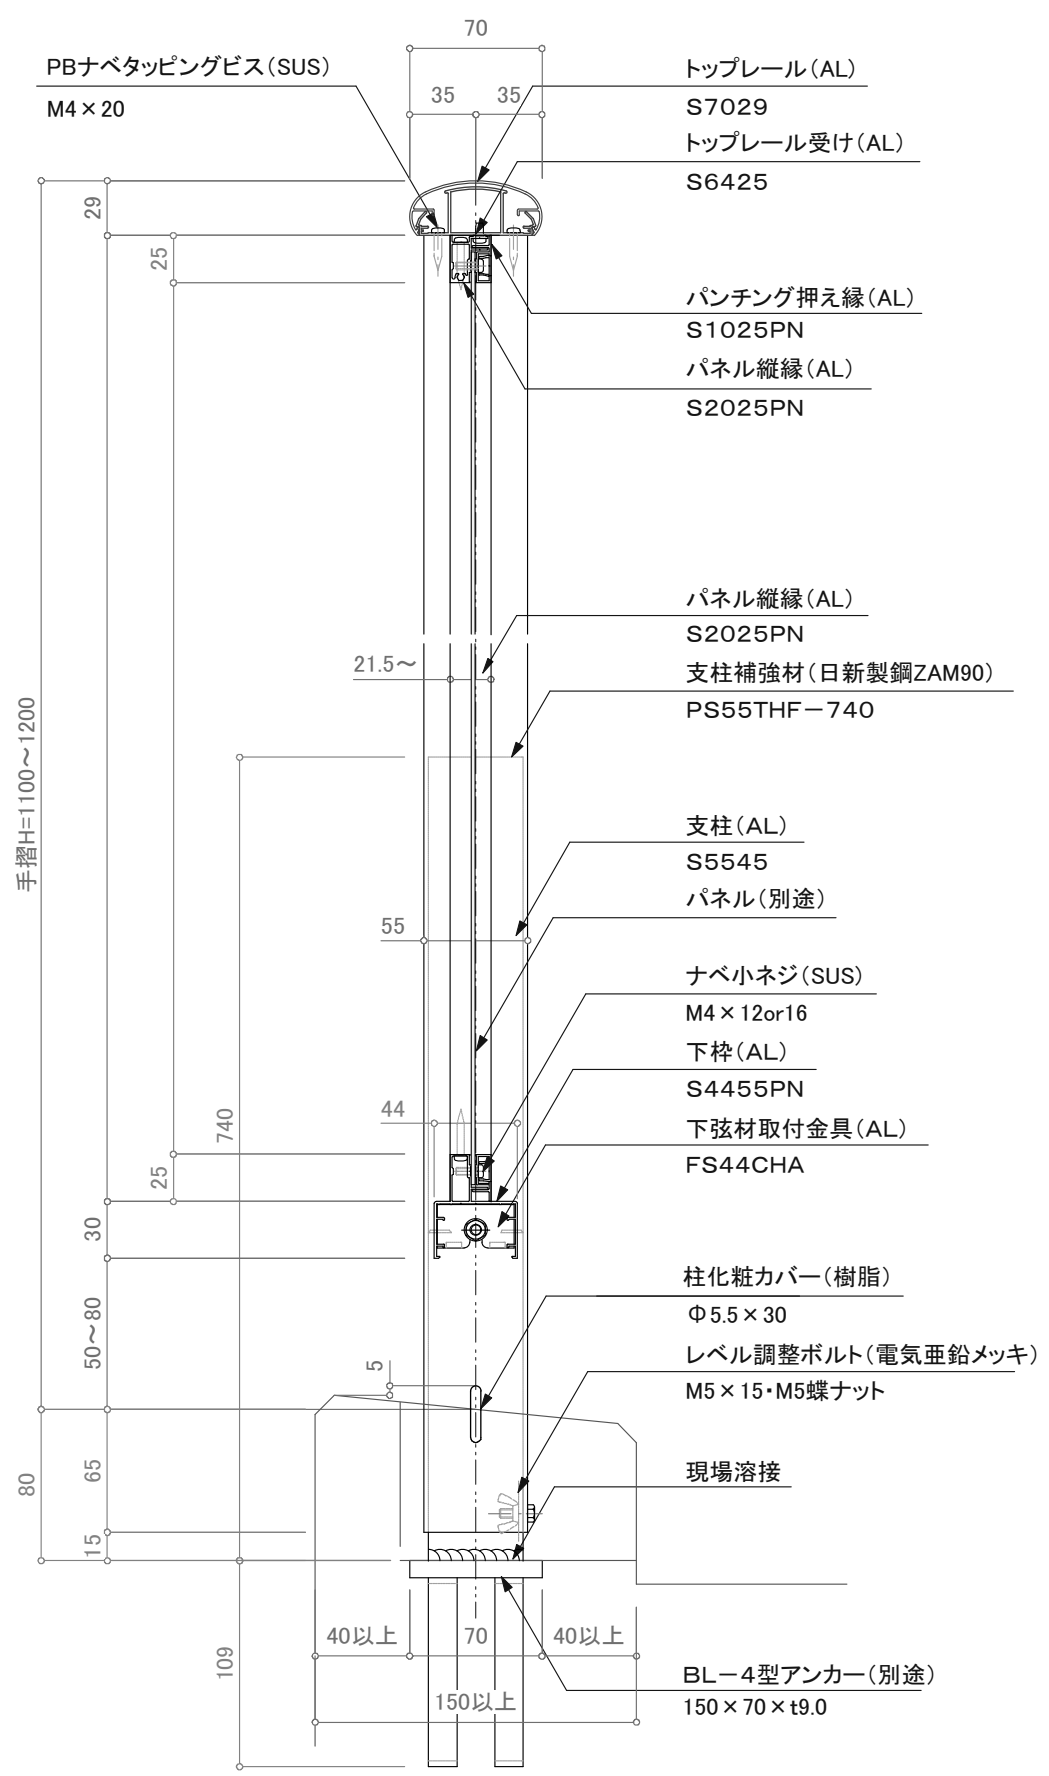 70
PBナベタッピングビス（SUS）
M4×20
35
35
トップレール（AL）
S7029
トップレール受け（AL）
S6425
29
25
パンチング押え縁（AL）
S1025PN
パネル縦縁（AL）
S2025PN
パネル縦縁（AL）
S2025PN
21.5～
支柱補強材（日新製鋼ZAM90）
PS55THF－740
手摺H=1100～1200
支柱（AL）
S5545
パネル（別途）
55
ナベ小ネジ（SUS）
M4×12or16
下枠（AL）
S4455PN
44
740
下弦材取付金具（AL）
FS44CHA
25
30
柱化粧カバー（樹脂）
Φ5.5×30
50～80
5
レベル調整ボルト（電気亜鉛メッキ）
M5×15・M5蝶ナット
80
65
現場溶接
15
40以上
70
40以上
109
BL－4型アンカー（別途）
150×70×t9.0
150以上